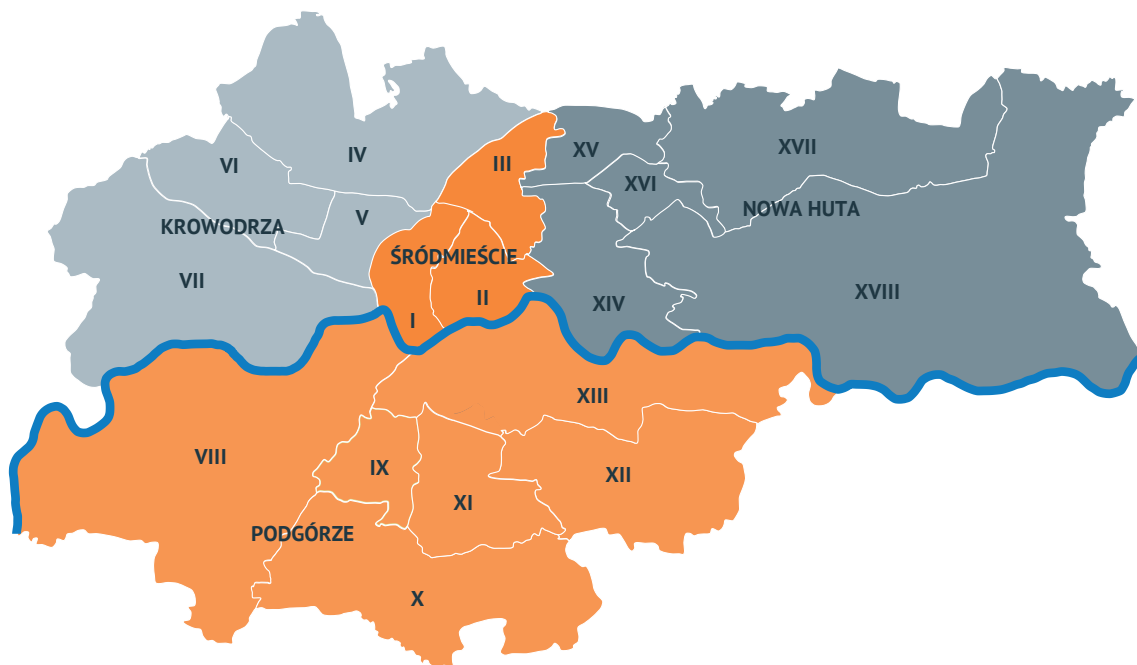 IV
III
XV
XVII
VI
XVI
V
NOWA HUTA
KROWODRZA
ŚRÓDMIEŚCIE
VII
II
XIV
XVIII
I
XIII
VIII
IX
XII
XI
PODGÓRZE
X